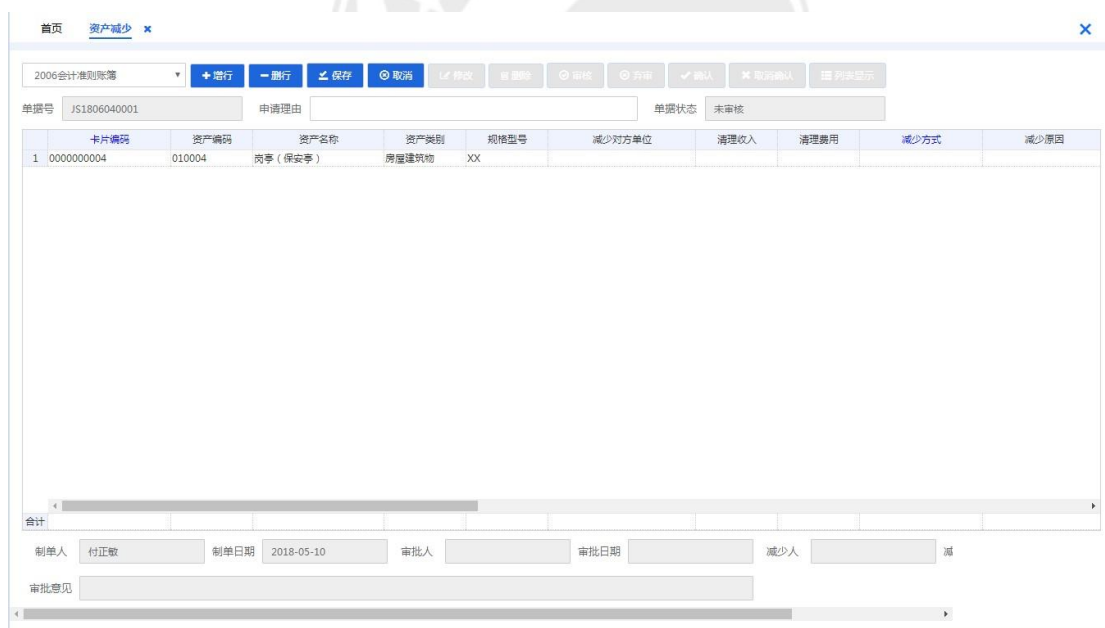 首页 资产减少
2006会计准则账簿 增行 删行 保存 取消 修改 删除 审核 弃审 确认 取消确认 列表显示
单据号 JS1806040001 申请理由 单据状态 未审核
卡片编码 资产编码 资产名称 资产类别 规格型号 减少对方单位 清理收入 清理费用 减少方式 减少原因
1 0000000004 010004 岗亭（保安亭） 房屋建筑物 XX
合计
制单人 付正敏 制单日期 2018-05-10 审批人 审批日期 减少人 减
审批意见